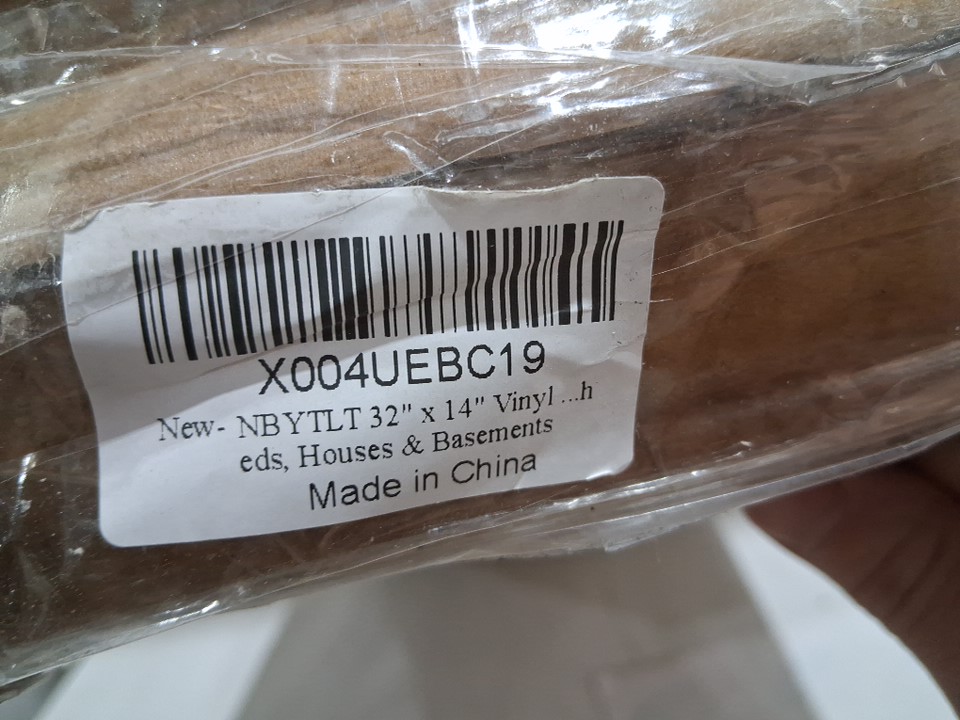 X004UEBC19
New- NBYTLT 32" x 14" Vinyl ...h
eds, Houses & Basements
Made in China